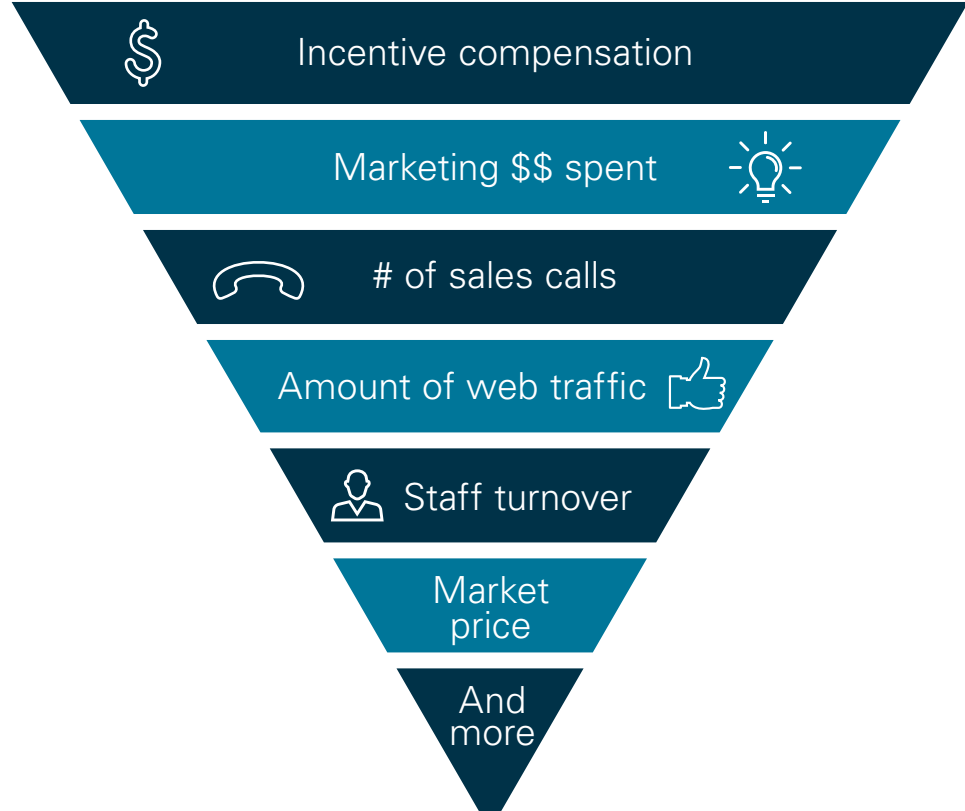 Incentive compensation
Marketing $$ spent
# of sales calls
Amount of web traffic
Staff turnover
Market
price
And
more